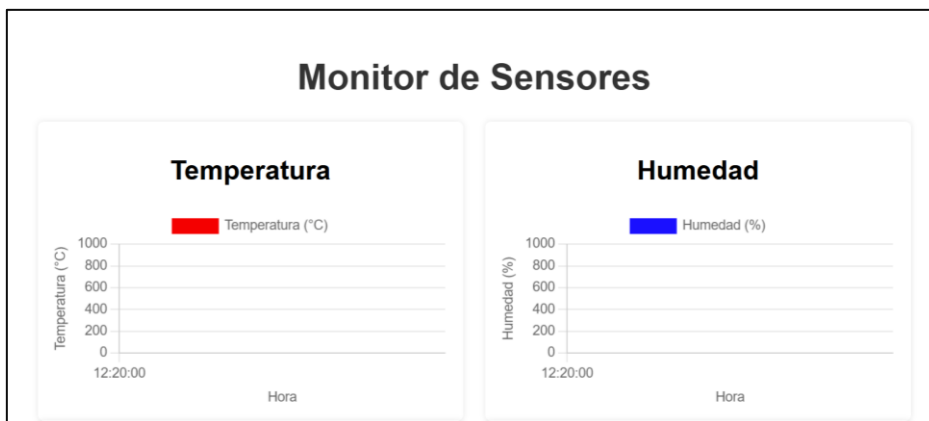 Monitor de Sensores
Temperatura
Temperatura (°C)
Temperatura (°C)
1000
800
600
400
200
0
12:20:00
Hora
Humedad
Humedad (%)
Humedad (%)
1000
800
600
400
200
0
12:20:00
Hora